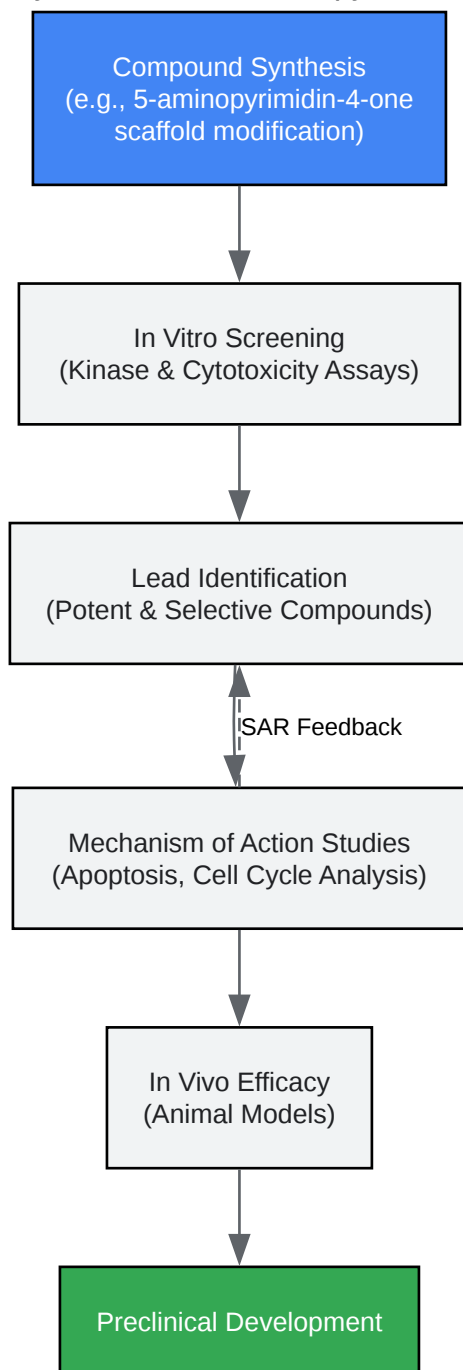 Compound Synthesis
(e.g., 5-aminopyrimidin-4-one
scaffold modification)
In Vitro Screening
(Kinase & Cytotoxicity Assays)
Lead Identification
(Potent & Selective Compounds)
SAR Feedback
Mechanism of Action Studies
(Apoptosis, Cell Cycle Analysis)
In Vivo Efficacy
(Animal Models)
Preclinical Development